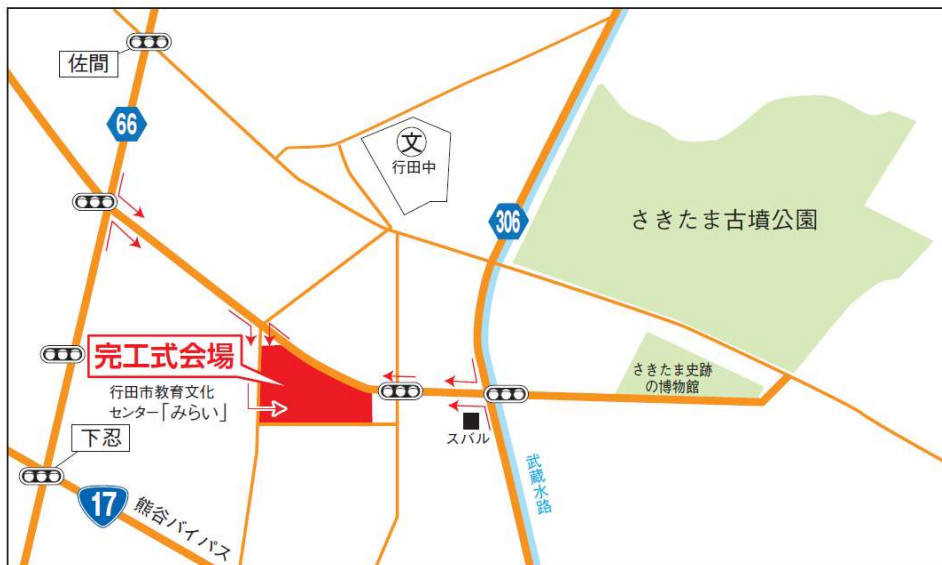 佐間
66
文
行田中
306
さきたま古墳公園
完工式会場
行田市教育文化
センター「みらい」
さきたま史跡
の博物館
スバル
下忍
17
熊谷バイパス
武蔵水路